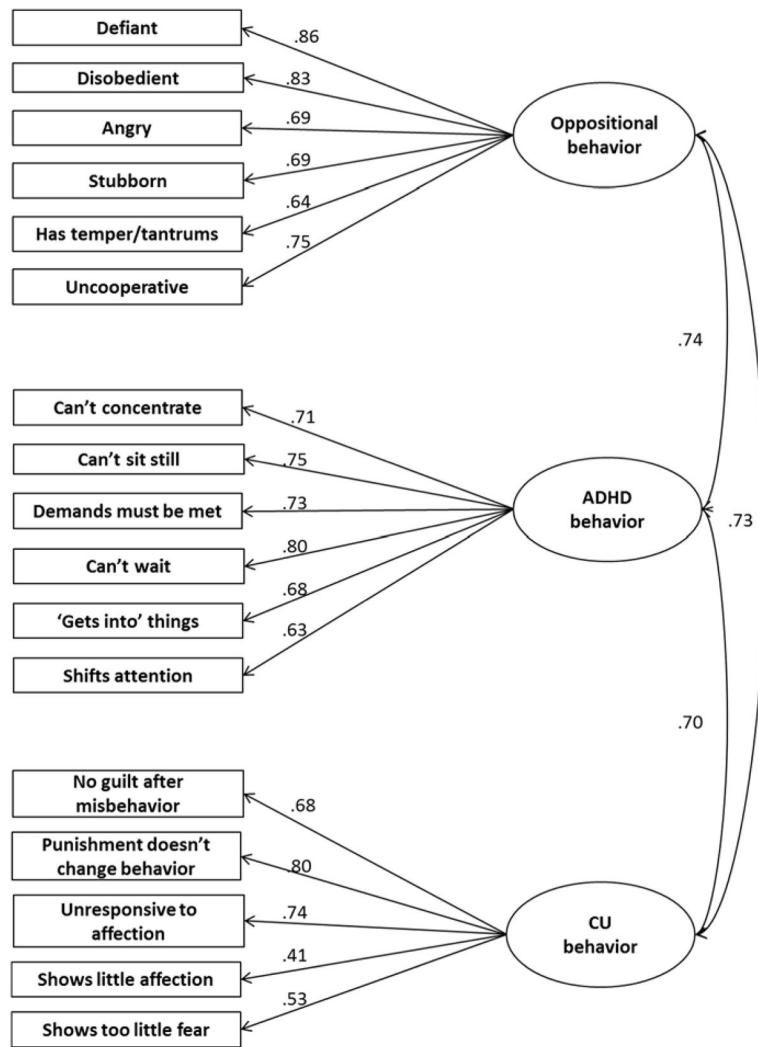 Defiant
.86
Disobedient
.83
Oppositional
behavior
Angry
.69
Stubborn
.69
Has temper/tantrums
.64
Uncooperative
.75
.74
Can’t concentrate
.71
Can’t sit still
.75
Demands must be met
.73
ADHD
behavior
.73
Can’t wait
.80
‘Gets into’ things
.68
Shifts attention
.63
.70
No guilt after
misbehavior
.68
Punishment doesn’t
change behavior
.80
Unresponsive to
affection
.74
CU
behavior
Shows little affection
.41
Shows too little fear
.53